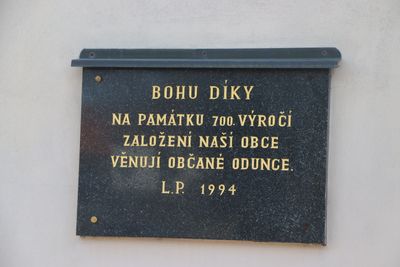 BOHU DÍKY
NA PAMÁTKU 700. VÝROČÍ
ZALOŽENÍ NAŠÍ OBCE
VĚNUJÍ OBČANÉ ODUNCE.
L.P. 1994